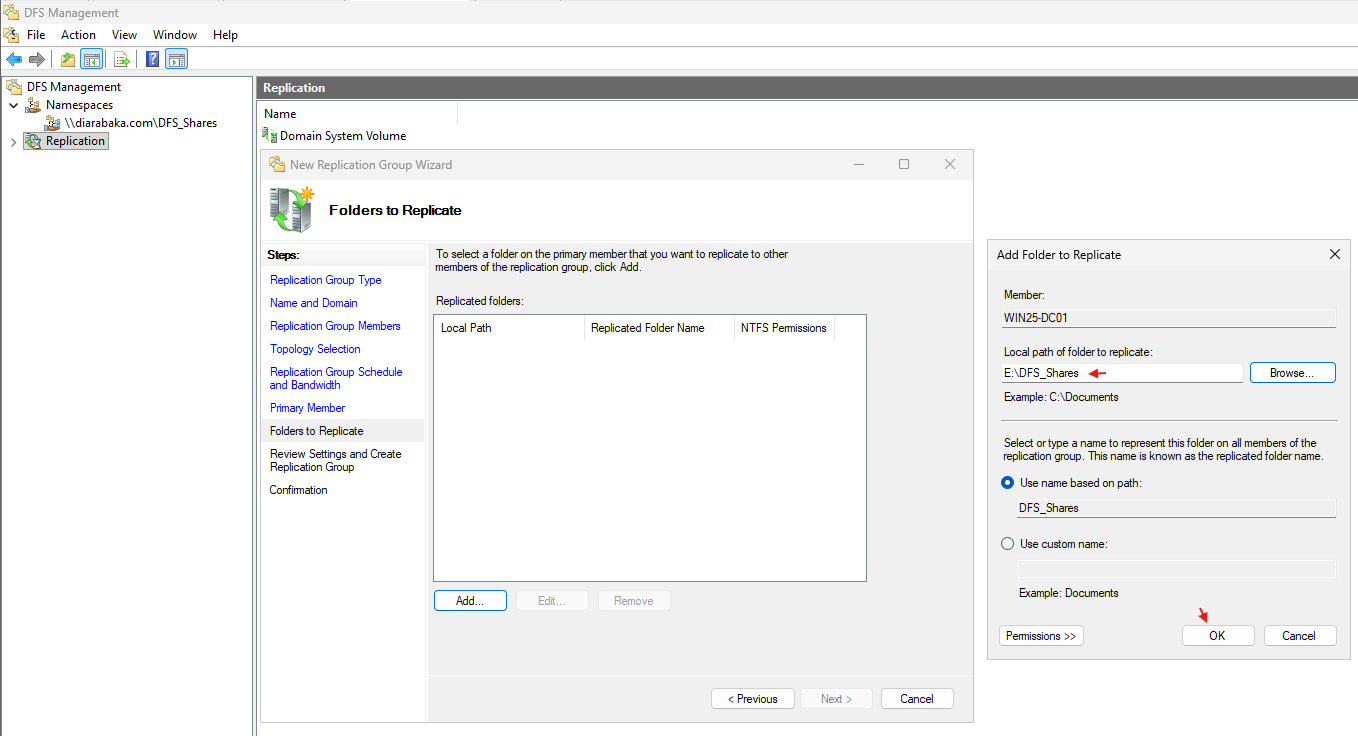 DFS Management
File Action View Window Help
DFS Management
Namespaces
\\diarabaka.com\DFS_Shares
Replication
Replication
Name
Domain System Volume
New Replication Group Wizard
Folders to Replicate
Steps:
Replication Group Type
Name and Domain
Replication Group Members
Topology Selection
Replication Group Schedule
and Bandwidth
Primary Member
Folders to Replicate
Review Settings and Create
Replication Group
Confirmation
To select a folder on the primary member that you want to replicate to other
members of the replication group, click Add.
Replicated folders:
Local Path Replicated Folder Name NTFS Permissions
Add... Edit... Remove
< Previous Next > Cancel
Add Folder to Replicate
Member:
WIN25-DC01
Local path of folder to replicate:
E:\DFS_Shares Browse...
Example: C:\Documents
Select or type a name to represent this folder on all members of the
replication group. This name is known as the replicated folder name.
Use name based on path:
DFS_Shares
Use custom name:
Example: Documents
Permissions >> OK Cancel